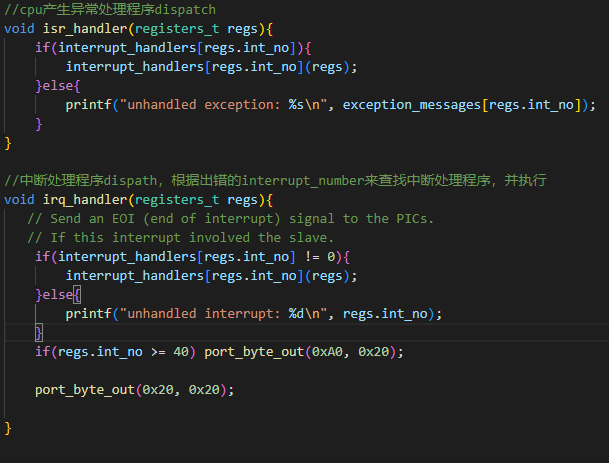 //cpu产生异常处理程序dispatch
void isr_handler(registers_t regs){
    if(interrupt_handlers[regs.int_no]){
        interrupt_handlers[regs.int_no](regs);
    }else{
        printf("unhandled exception: %s\n", exception_messages[regs.int_no]);
    }
}

//中断处理程序dispath，根据出错的interrupt_number来查找中断处理程序，并执行
void irq_handler(registers_t regs){
   // Send an EOI (end of interrupt) signal to the PICs.
   // If this interrupt involved the slave.
    if(interrupt_handlers[regs.int_no] != 0){
        interrupt_handlers[regs.int_no](regs);
    }else{
        printf("unhandled interrupt: %d\n", regs.int_no);
    }
    if(regs.int_no >= 40) port_byte_out(0xA0, 0x20);

    port_byte_out(0x20, 0x20);

}